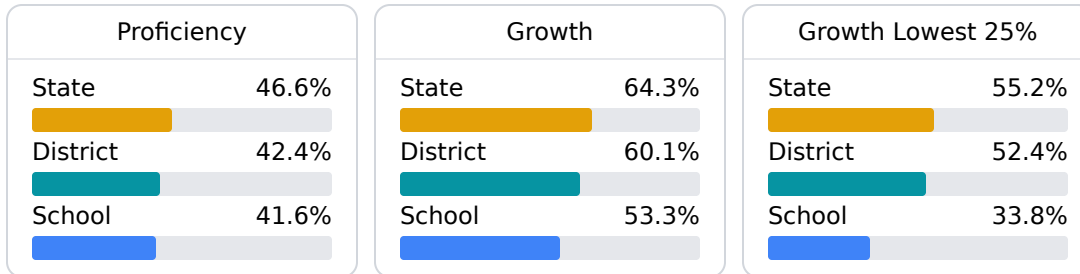 Proficiency
State 46.6%
District 42.4%
School 41.6%
Growth
State 64.3%
District 60.1%
School 53.3%
Growth Lowest 25%
State 55.2%
District 52.4%
School 33.8%